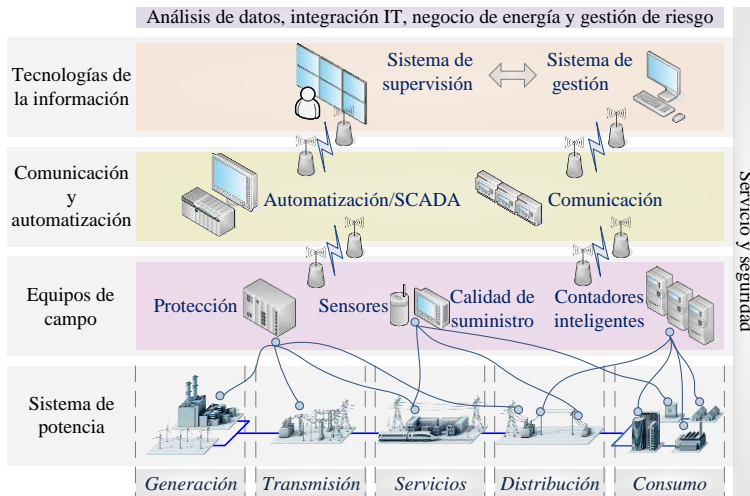 Análisis de datos, integración IT, negocio de energía y gestión de riesgo
Tecnologías de
la información
Sistema de
supervisión
Sistema de
gestión
Comunicación
y
automatización
Automatización/SCADA
Comunicación
Servicio y seguridad
Equipos de
campo
Protección
Sensores
Calidad de
suministro
Contadores
inteligentes
Sistema de
potencia
Generación
Transmisión
Servicios
Distribución
Consumo